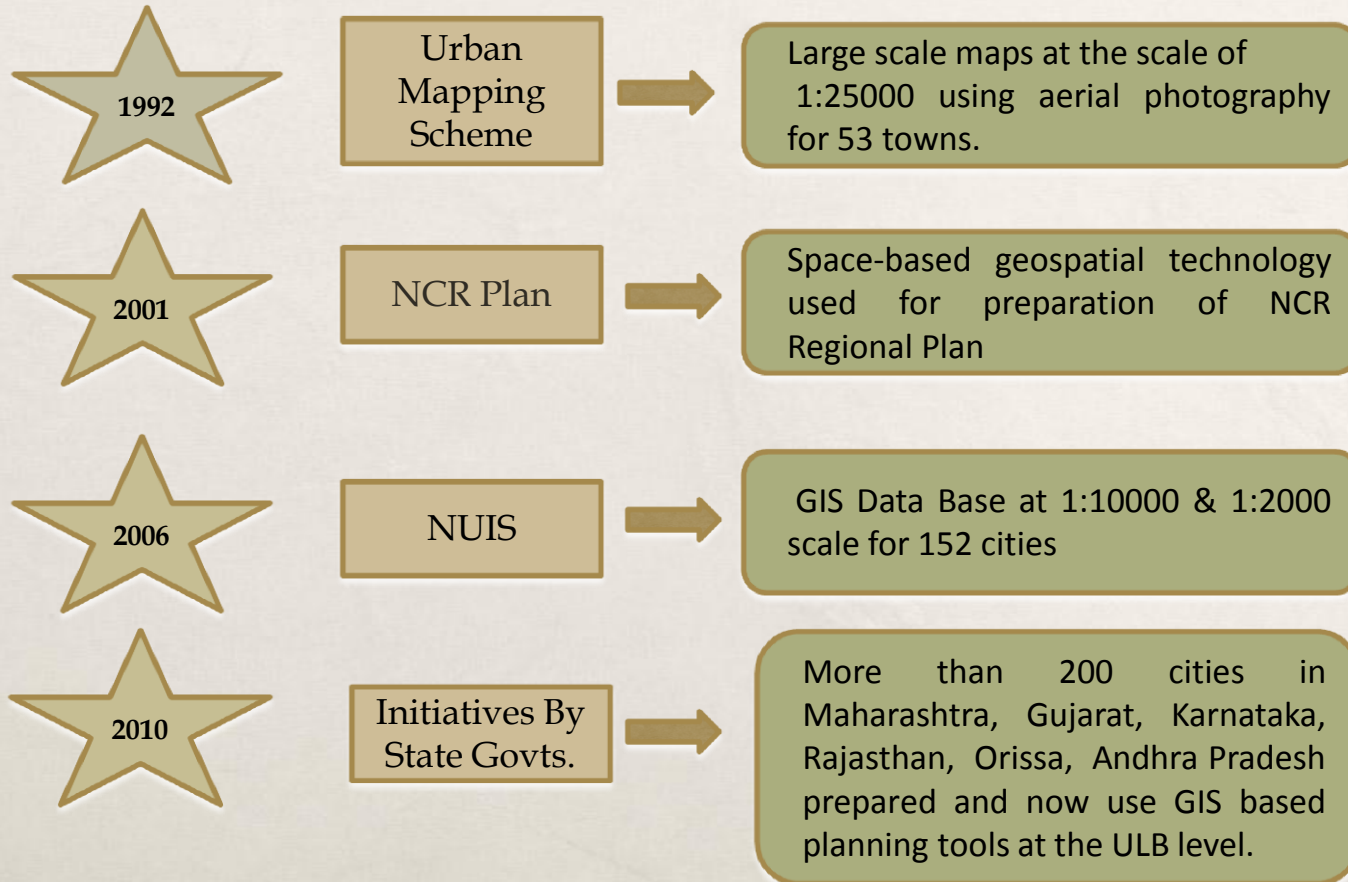 1992
Urban
Mapping
Scheme
Large scale maps at the scale of
1:25000 using aerial photography
for 53 towns.
2001
NCR Plan
Space-based geospatial technology
used for preparation of NCR
Regional Plan
2006
NUIS
GIS Data Base at 1:10000 & 1:2000
scale for 152 cities
2010
Initiatives By
State Govts.
More than 200 cities in
Maharashtra, Gujarat, Karnataka,
Rajasthan, Orissa, Andhra Pradesh
prepared and now use GIS based
planning tools at the ULB level.